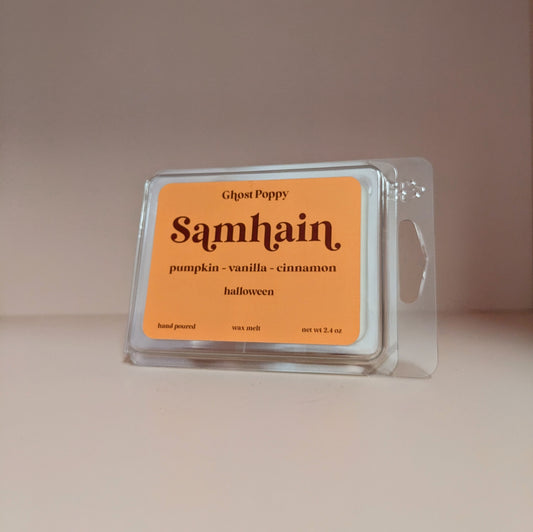 Ghost Poppy
Samhain
pumpkin - vanilla - cinnamon
halloween
hand poured wax melt net wt 2.4 oz